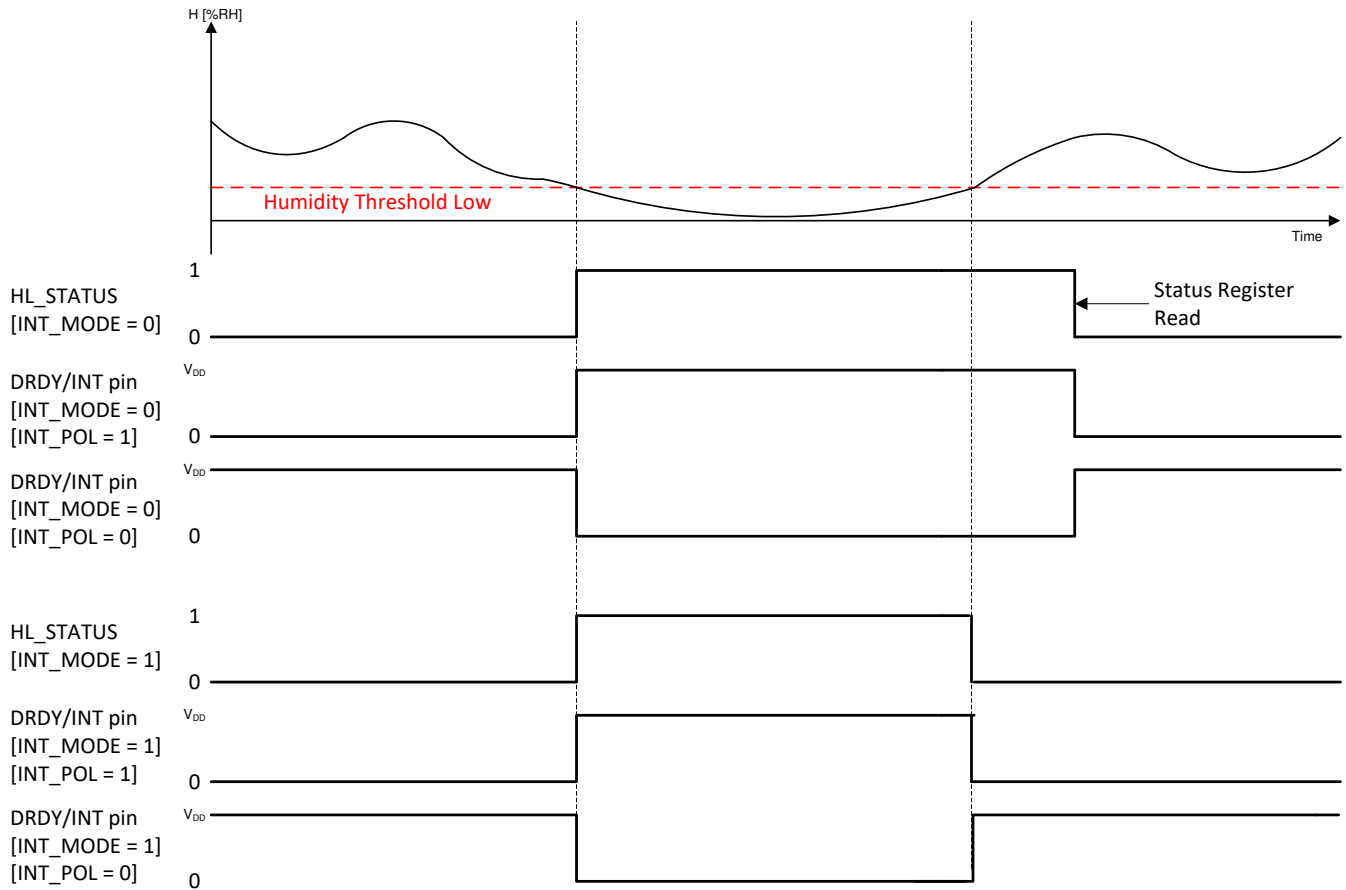 H [%RH]
Humidity Threshold Low
Time
HL_STATUS
[INT_MODE = 0]
1
0
Status Register
Read
DRDY/INT pin
[INT_MODE = 0]
[INT_POL = 1]
VDD
0
DRDY/INT pin
[INT_MODE = 0]
[INT_POL = 0]
VDD
0
HL_STATUS
[INT_MODE = 1]
1
0
DRDY/INT pin
[INT_MODE = 1]
[INT_POL = 1]
VDD
0
DRDY/INT pin
[INT_MODE = 1]
[INT_POL = 0]
VDD
0